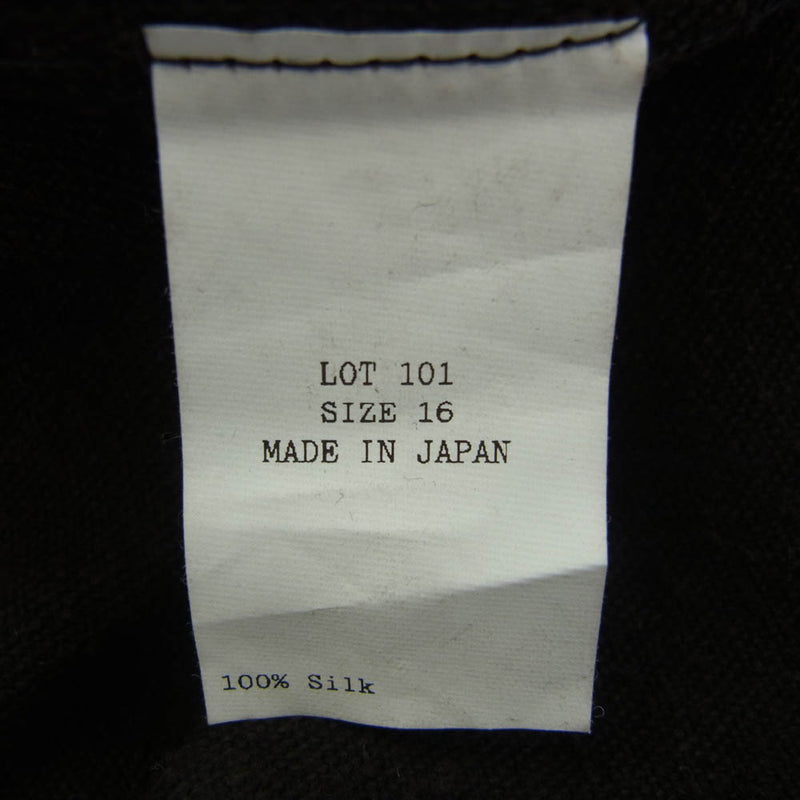 LOT 101
SIZE 16
MADE IN JAPAN
100% Silk